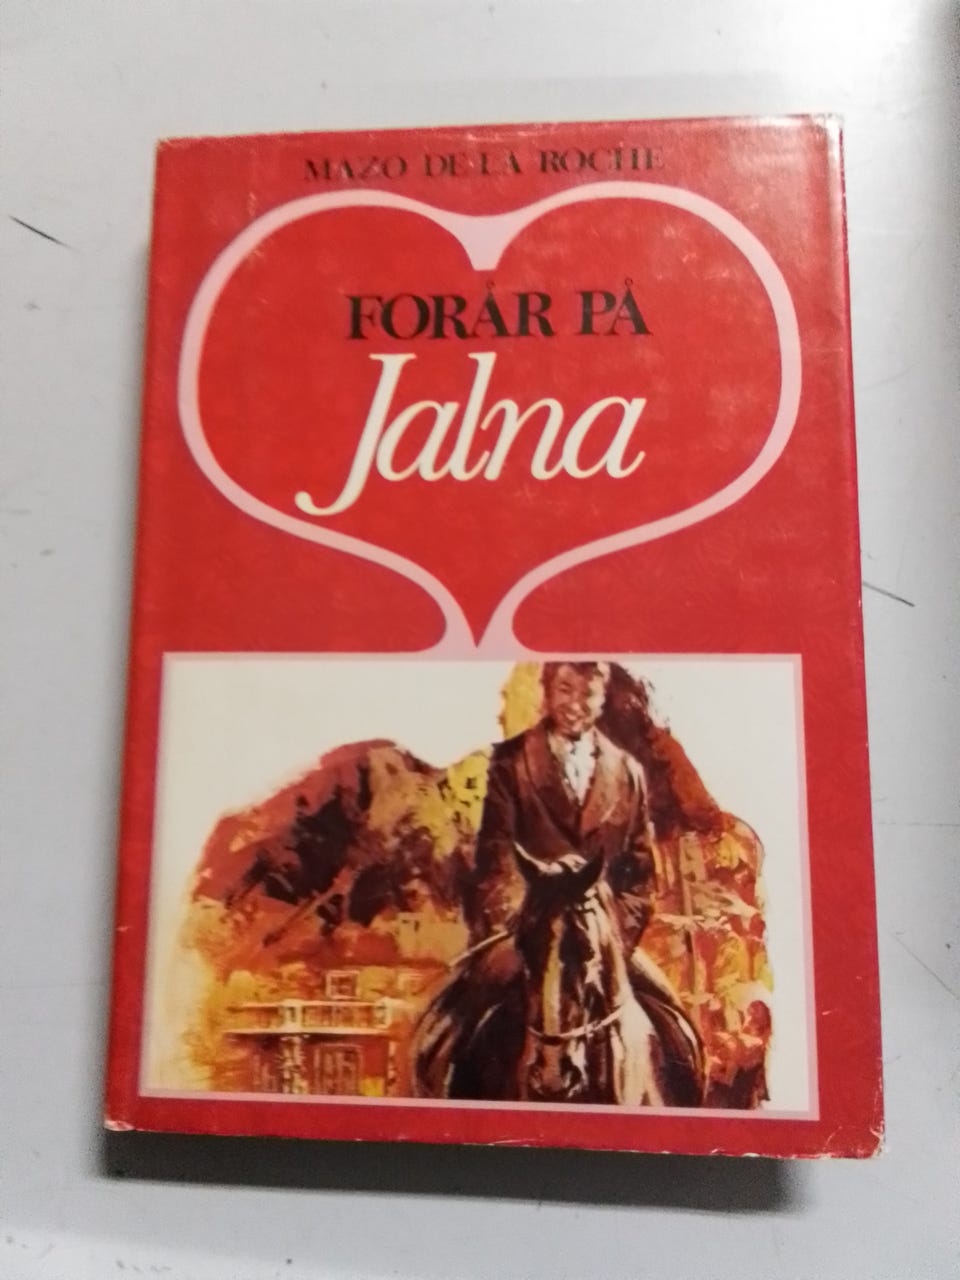 MAZO DE LA ROCHE
FORÅR PÅ
Jalna